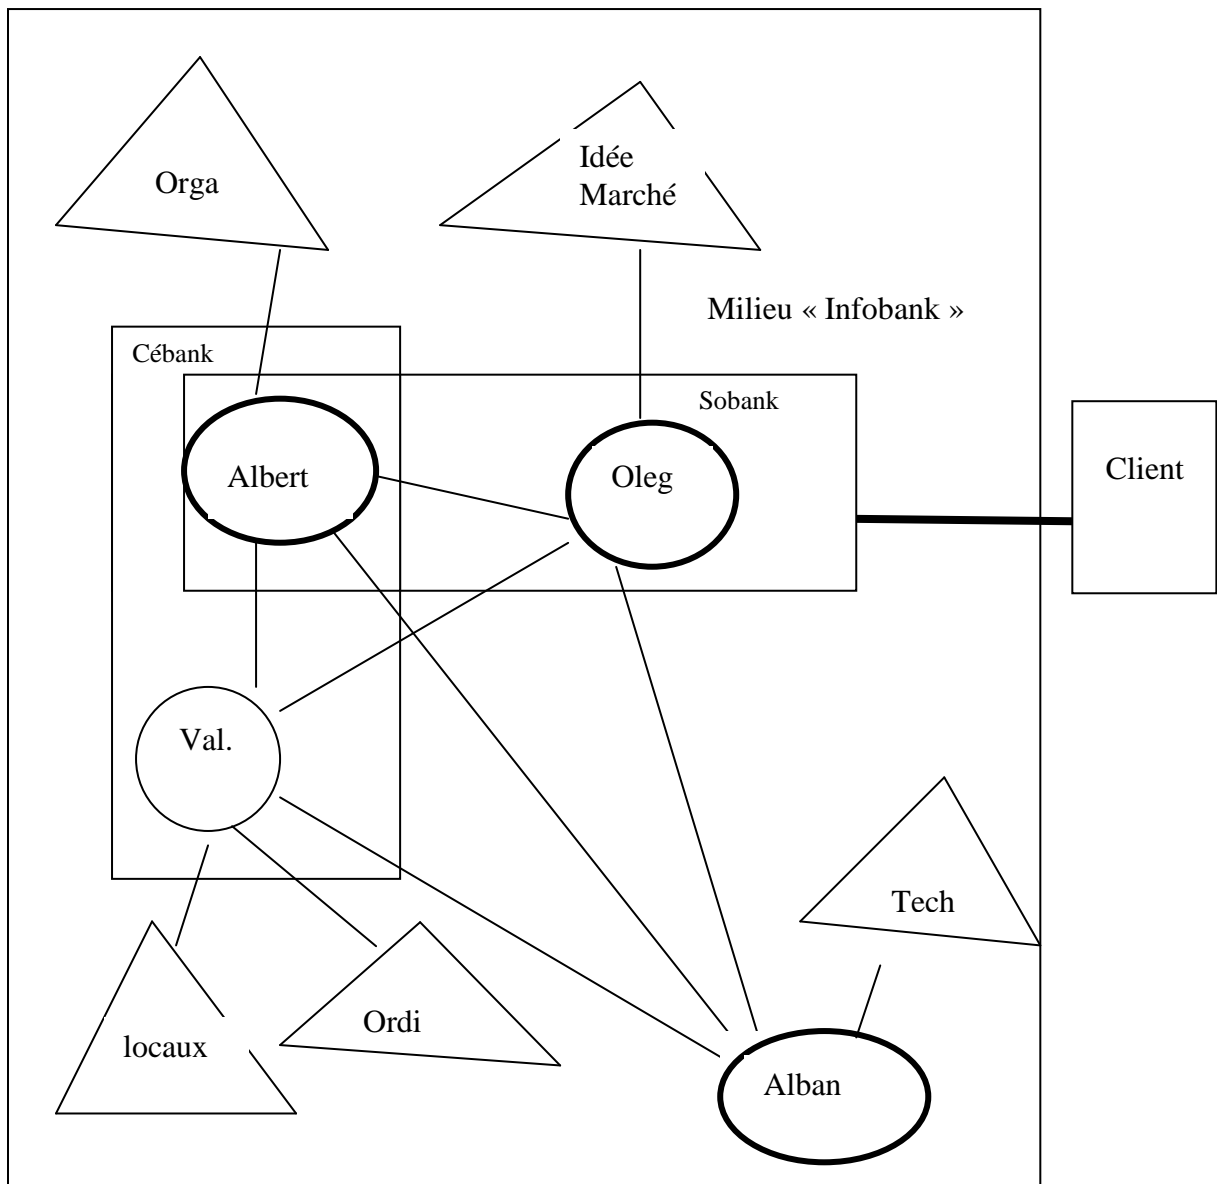 Orga
Idée
Marché
Milieu « Infobank »
Cébank
Sobank
Albert
Oleg
Client
Val.
Tech
Ordi
locaux
Alban